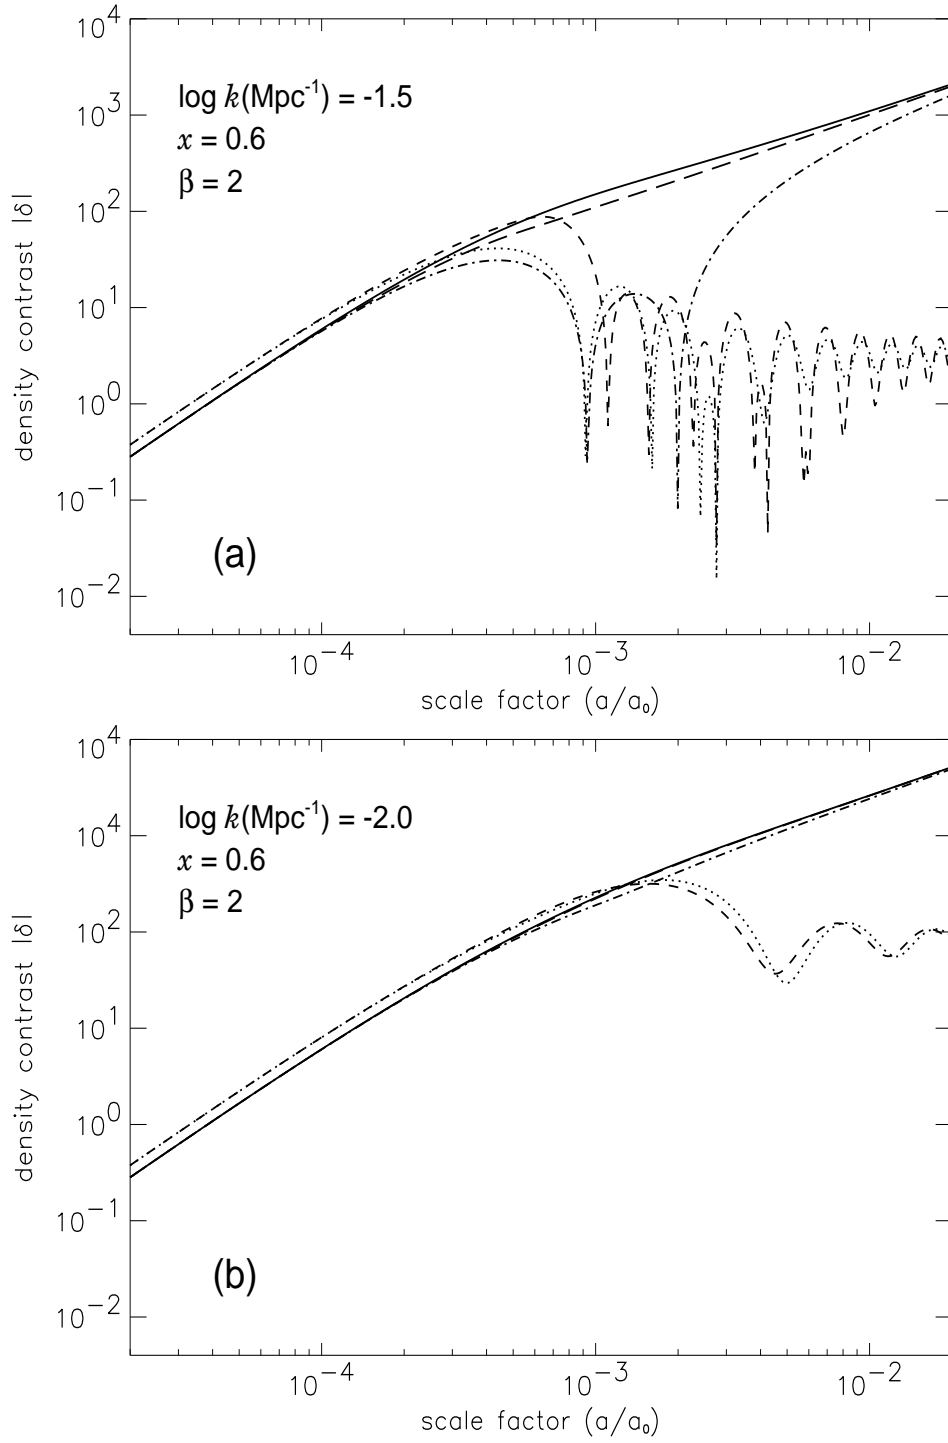 10^4
10^3
10^2
10^1
10^0
10^-1
10^-2
density contrast |δ|
log k(Mpc^-1) = -1.5
x = 0.6
β = 2
(a)
10^-4 10^-3 10^-2
scale factor (a/a_0)
10^4
10^4
10^2
10^1
10^0
10^-1
10^-2
density contrast |δ|
log k(Mpc^-1) = -2.0
x = 0.6
β = 2
(b)
10^-4 10^-3 10^-2
scale factor (a/a_0)